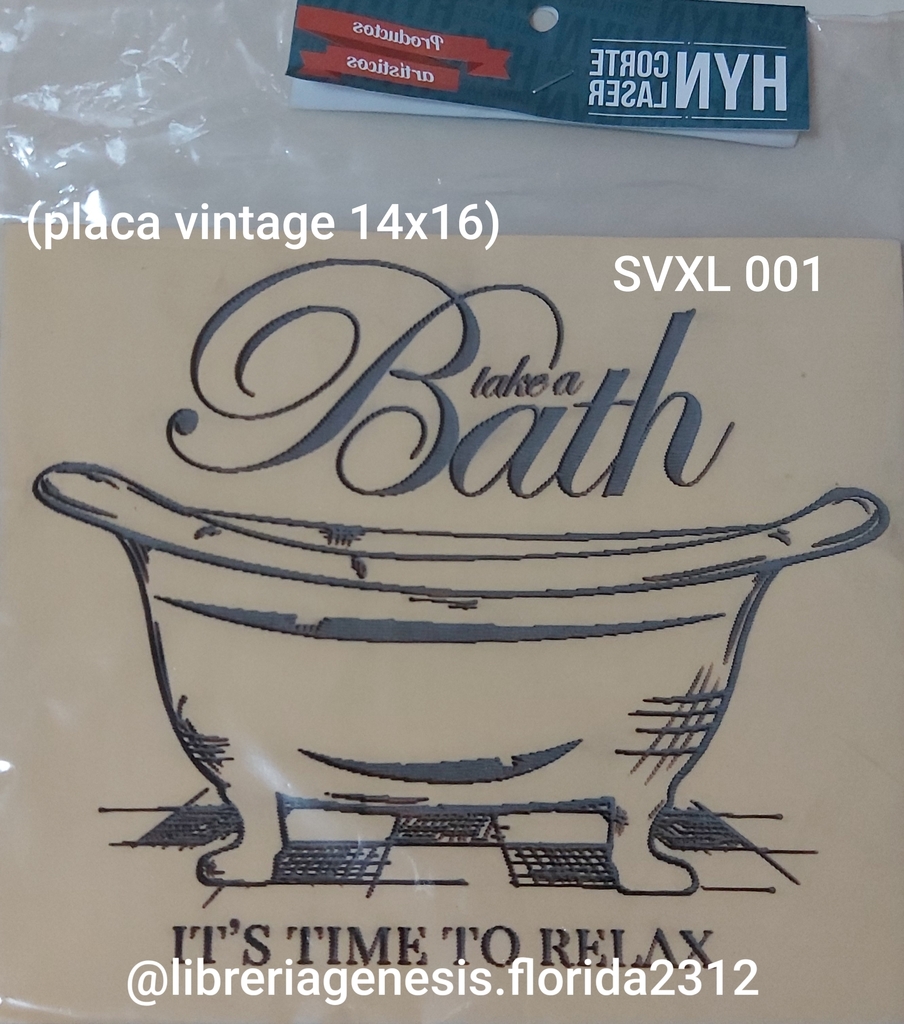 Productos
artísticos
HYN CORTE
LASER
(placa vintage 14x16)
SVXL 001
take a
Bath
IT'S TIME TO RELAX
@libreriagenesis.florida2312